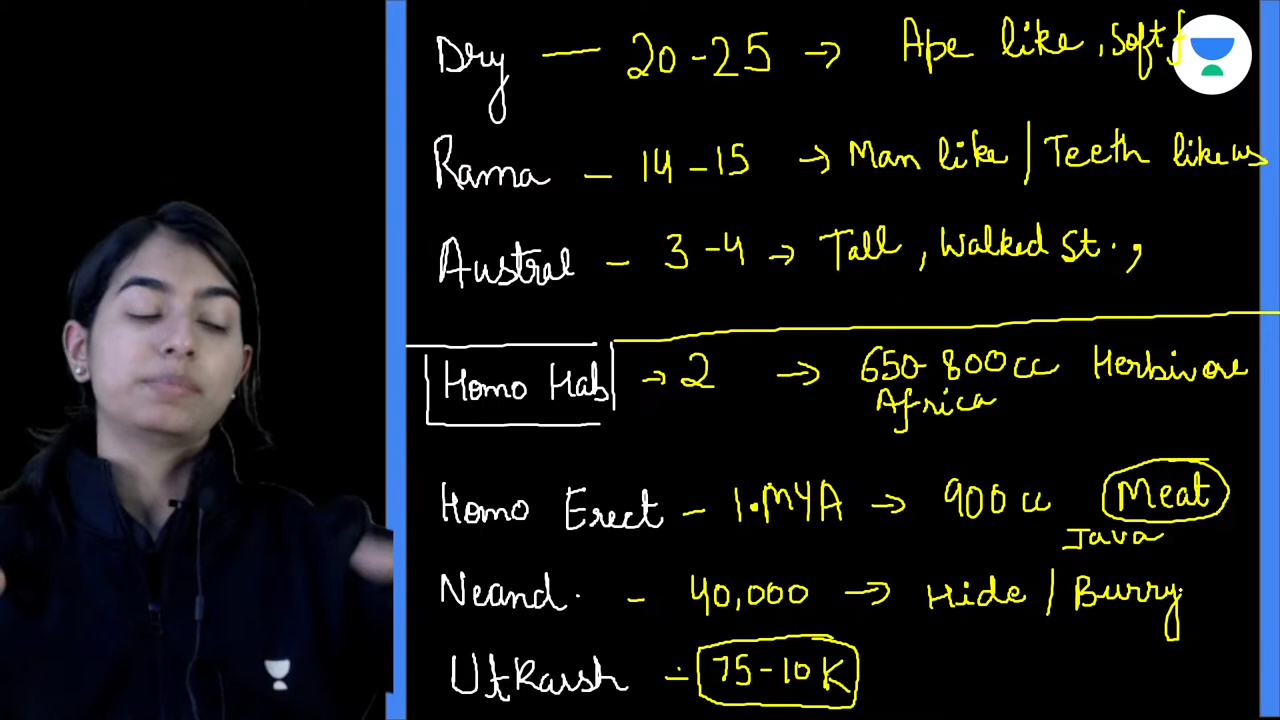 Dry — 20-25 → Ape like, Soft f
Rama - 14-15 → Man like / Teeth like us
Austral - 3-4 → Tall, Walked St.,
Homo Hab → 2 → 650-800cc Herbivore
Africa
Homo Erect - 1.MYA → 900 cc Meat
Java
Neand. - 40,000 → Hide / Burry
UtKarsh - 75-10K